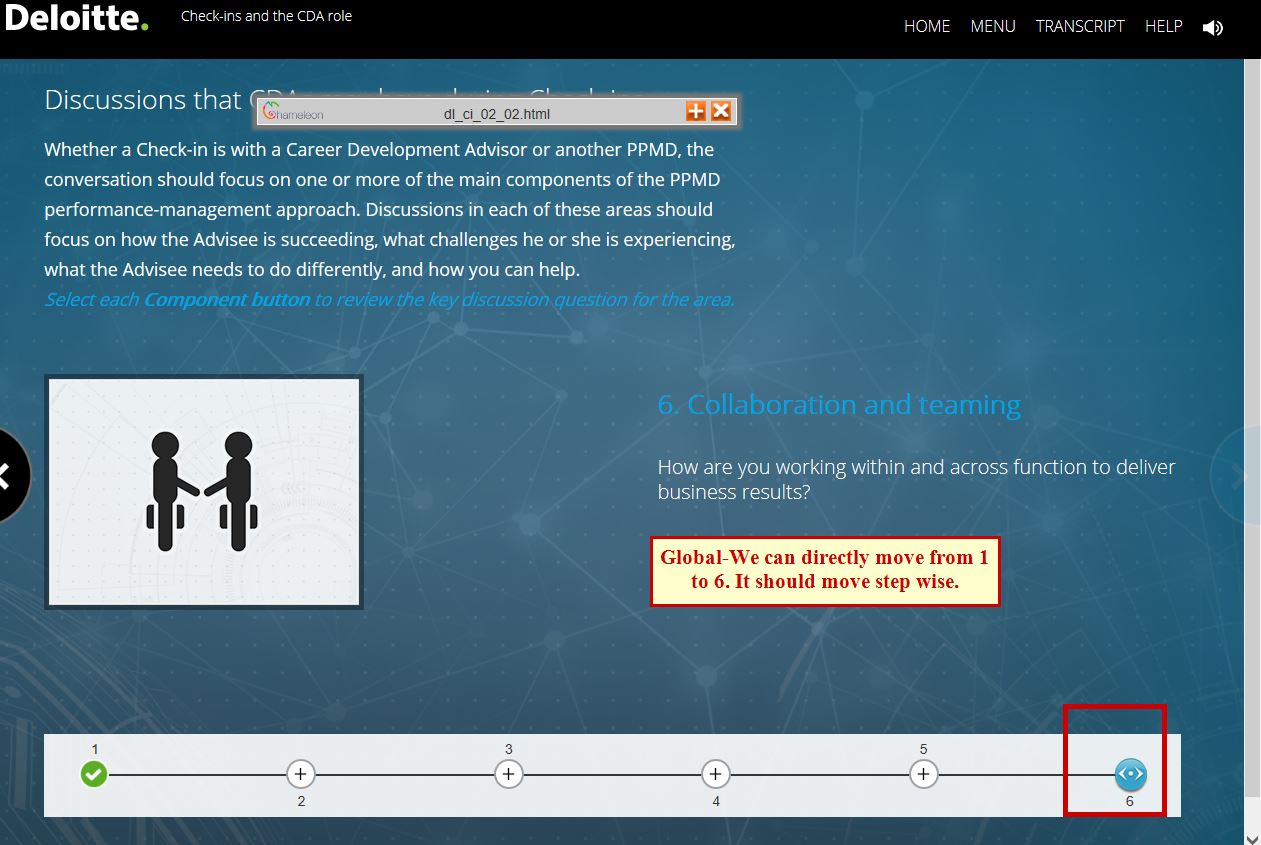 Deloitte.
Check-ins and the CDA role
HOME MENU TRANSCRIPT HELP
Discussions that
Chameleon dl_ci_02_02.html
Whether a Check-in is with a Career Development Advisor or another PPMD, the
conversation should focus on one or more of the main components of the PPMD
performance-management approach. Discussions in each of these areas should
focus on how the Advisee is succeeding, what challenges he or she is experiencing,
what the Advisee needs to do differently, and how you can help.
Select each Component button to review the key discussion question for the area.
6. Collaboration and teaming
How are you working within and across function to deliver
business results?
Global-We can directly move from 1
to 6. It should move step wise.
1
2
3
4
5
6